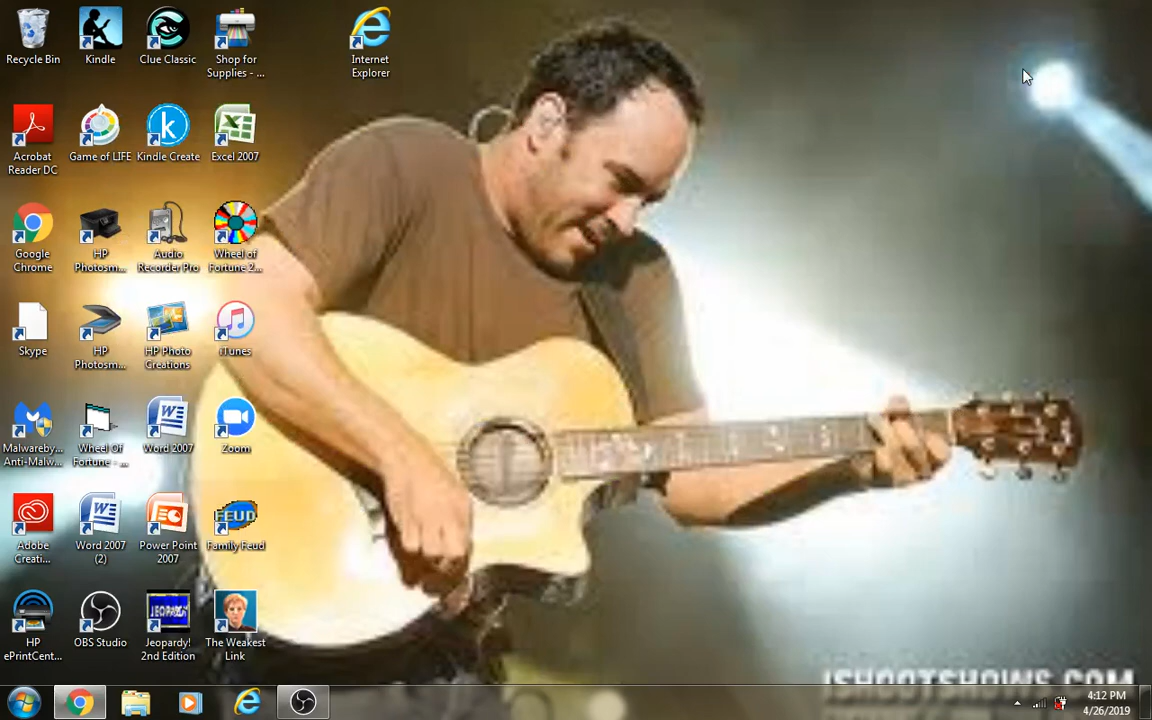 Recycle Bin
Kindle
Clue Classic
Shop for
Supplies - ...
Internet
Explorer
Acrobat
Reader DC
Game of LIFE
Kindle Create
Excel 2007
Google
Chrome
HP
Photosm...
Audio
Recorder Pro
Wheel of
Fortune 2...
Skype
HP
Photosm...
HP Photo
Creations
iTunes
Malwareby...
Anti-Malw...
Wheel Of
Fortune - ...
Word 2007
Zoom
Adobe
Creati...
Word 2007
(2)
Power Point
2007
FEUD
Family Feud
HP
ePrintCent...
OBS Studio
JEOPARDY!
Jeopardy!
2nd Edition
The Weakest
Link
ISHOOTSHOWS.COM
4:12 PM
4/26/2019